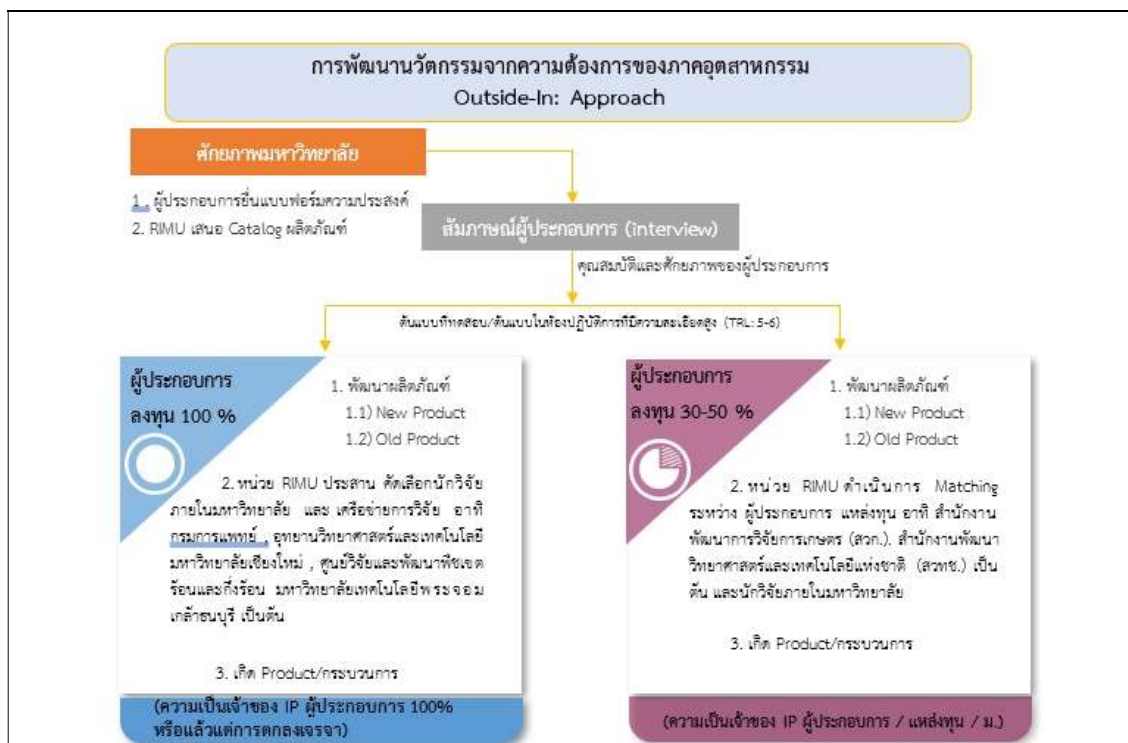 การพัฒนานวัตกรรมจากความต้องการของภาคอุตสาหกรรม
Outside-In: Approach
ศักยภาพมหาวิทยาลัย
1. ผู้ประกอบการยื่นแบบฟอร์มความประสงค์
2. RIMU เสนอ Catalog ผลิตภัณฑ์
สัมภาษณ์ผู้ประกอบการ (interview)
คุณสมบัติและศักยภาพของผู้ประกอบการ
ต้นแบบที่ทดสอบ/ต้นแบบในห้องปฏิบัติการที่มีความละเอียดสูง (TRL: 5-6)
ผู้ประกอบการ
ลงทุน 100 %
1. พัฒนาผลิตภัณฑ์
1.1) New Product
1.2) Old Product
2. หน่วย RIMU ประสาน คัดเลือกนักวิจัย
ภายในมหาวิทยาลัย และ เครือข่ายการวิจัย อาทิ
กรมการแพทย์ , อุทยานวิทยาศาสตร์และเทคโนโลยี
มหาวิทยาลัยเชียงใหม่ , ศูนย์วิจัยและพัฒนาพืชเขต
ร้อนและกึ่งร้อน มหาวิทยาลัยเทคโนโลยีพระจอม
เกล้าธนบุรี เป็นต้น
3. เกิด Product/กระบวนการ
(ความเป็นเจ้าของ IP ผู้ประกอบการ 100%
หรือแล้วแต่การตกลงเจรจา)
ผู้ประกอบการ
ลงทุน 30-50 %
1. พัฒนาผลิตภัณฑ์
1.1) New Product
1.2) Old Product
2. หน่วย RIMU ดำเนินการ Matching
ระหว่าง ผู้ประกอบการ แหล่งทุน อาทิ สำนักงาน
พัฒนาการวิจัยการเกษตร (สวก.). สำนักงานพัฒนา
วิทยาศาสตร์และเทคโนโลยีแห่งชาติ (สวทช.) เป็น
ต้น และนักวิจัยภายในมหาวิทยาลัย
3. เกิด Product/กระบวนการ
(ความเป็นเจ้าของ IP ผู้ประกอบการ / แหล่งทุน / ม.)